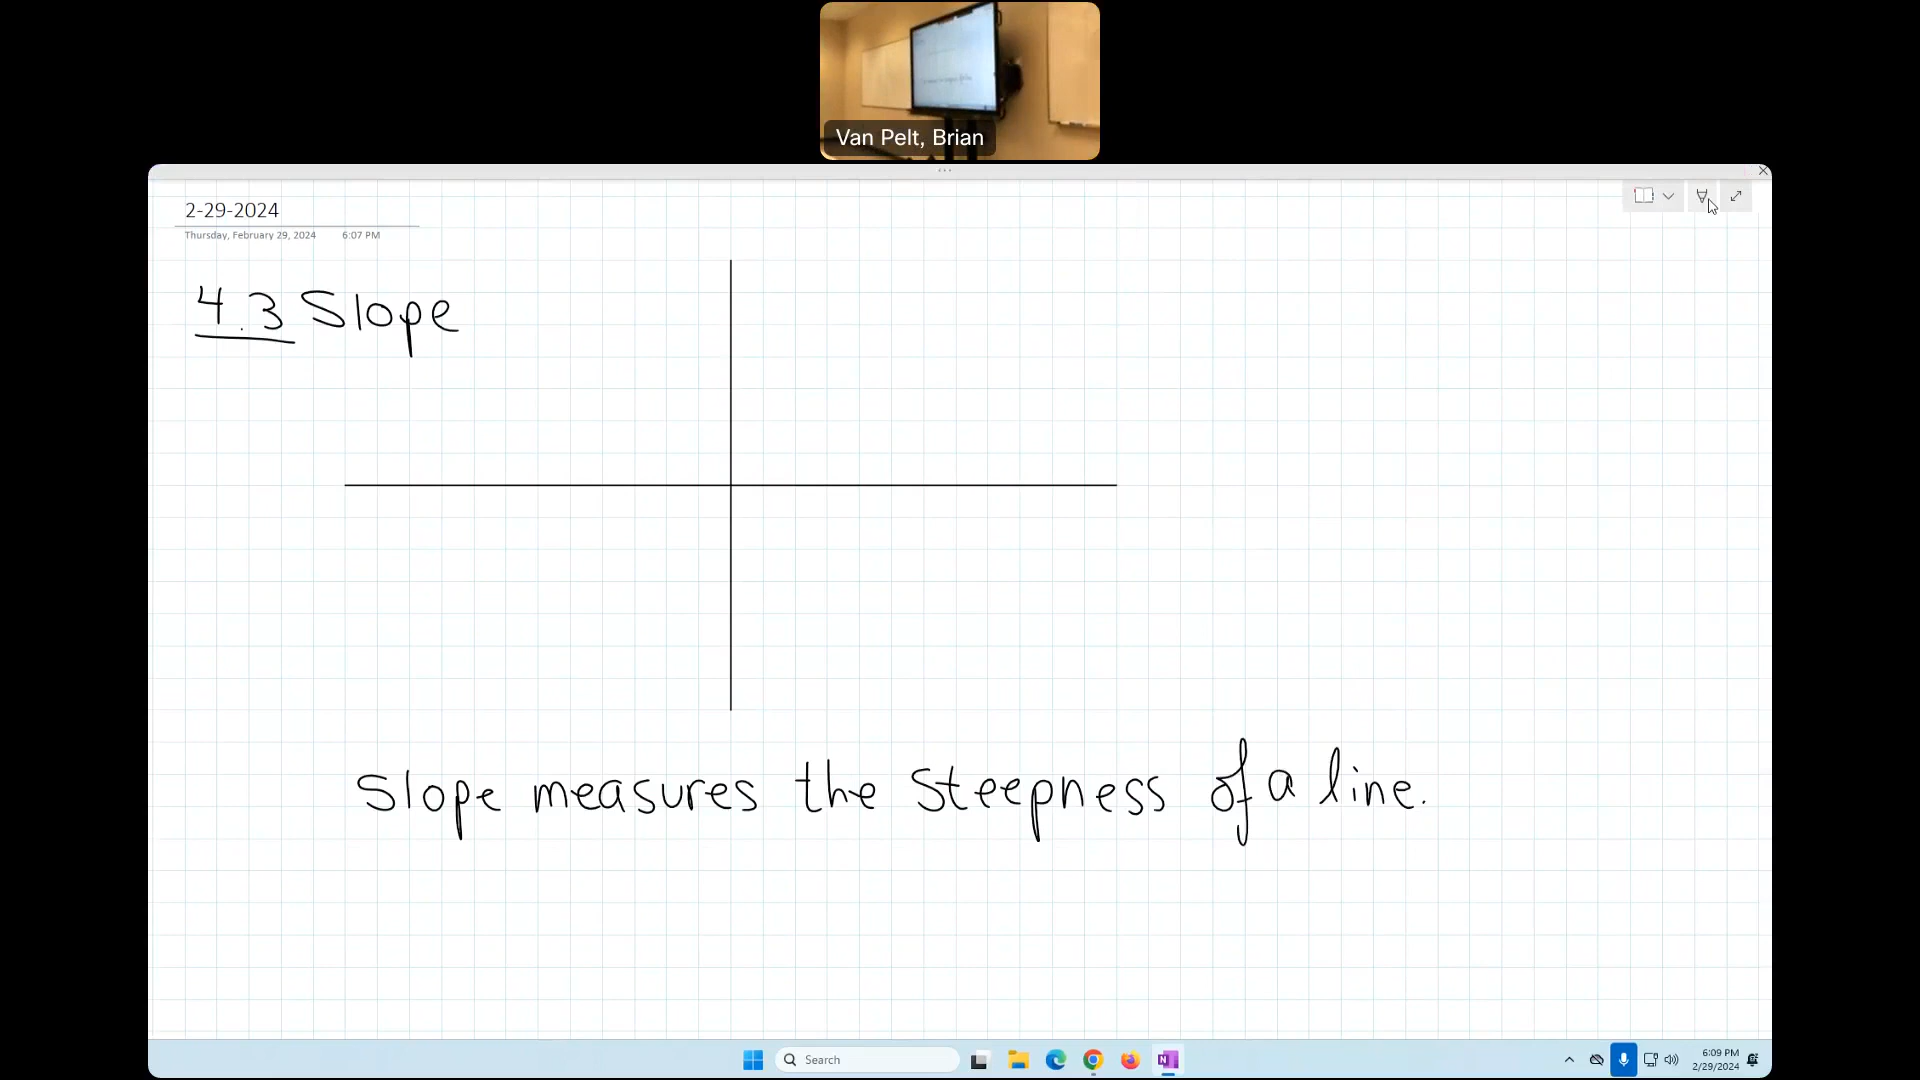 Van Pelt, Brian
2-29-2024
Thursday, February 29, 2024 6:07 PM
4.3 Slope
Slope measures the steepness of a line.
Search
6:09 PM
2/29/2024